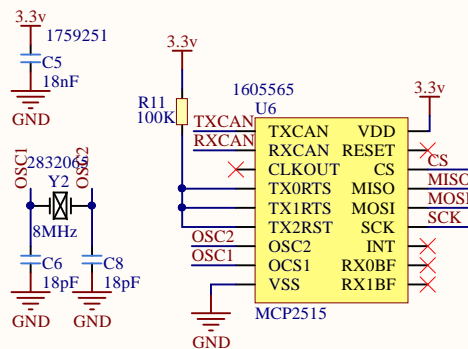 3.3v
1759251
C5
18nF
GND
OSC1
2832065
OSC2
Y2
8MHz
C6
18pF
C8
18pF
GND
GND
3.3v
R11
100K
1605565
U6
3.3v
TXCAN
TXCAN
VDD
RXCAN
RXCAN
RESET
CLKOUT
CS
CS
TX0RTS
MISO
MISO
TX1RTS
MOSI
MOSI
TX2RST
SCK
SCK
OSC2
OSC2
INT
OSC1
OCS1
RX0BF
VSS
RX1BF
MCP2515
GND